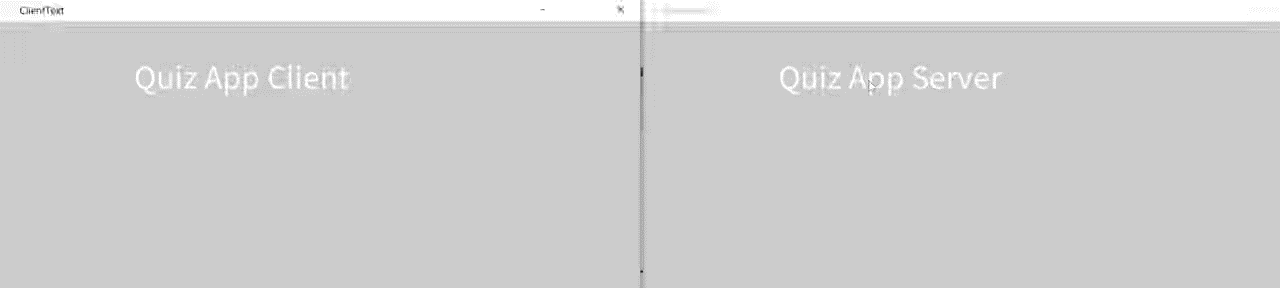 ClientText
Quiz App Client
Quiz App Server